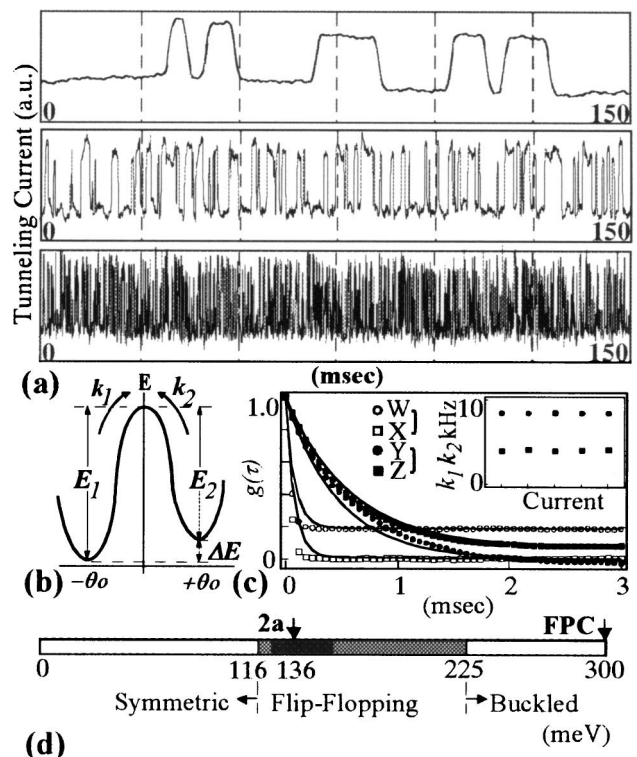 Tunneling Current (a.u.)
0 150
0 150
0 150
(a) (msec)
k1 E k2
E1 E2
ΔE
(b) −θo +θo
1.0
g(τ)
0
W
X
Y
Z
10
k1 k2 kHz
0
Current
0 1 2 3
(c) (msec)
2a FPC
0 116 136 225 300
Symmetric Flip-Flopping Buckled
(meV)
(d)